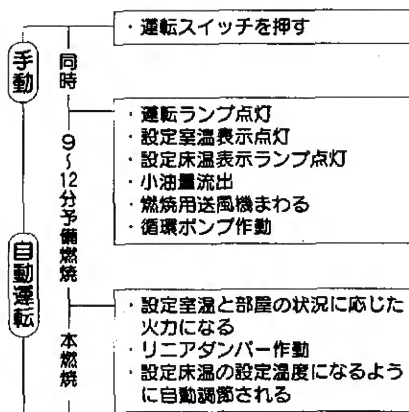 ・運転スイッチを押す
手動
同時
・運転ランプ点灯
・設定室温表示点灯
・設定床温表示ランプ点灯
・小油量流出
・燃焼用送風機まわる
・循環ポンプ作動
9～12分予備燃焼
自動運転
・設定室温と部屋の状況に応じた
火力になる
・リニアダンパー作動
・設定床温の設定温度になるよう
に自動調節される
本燃焼